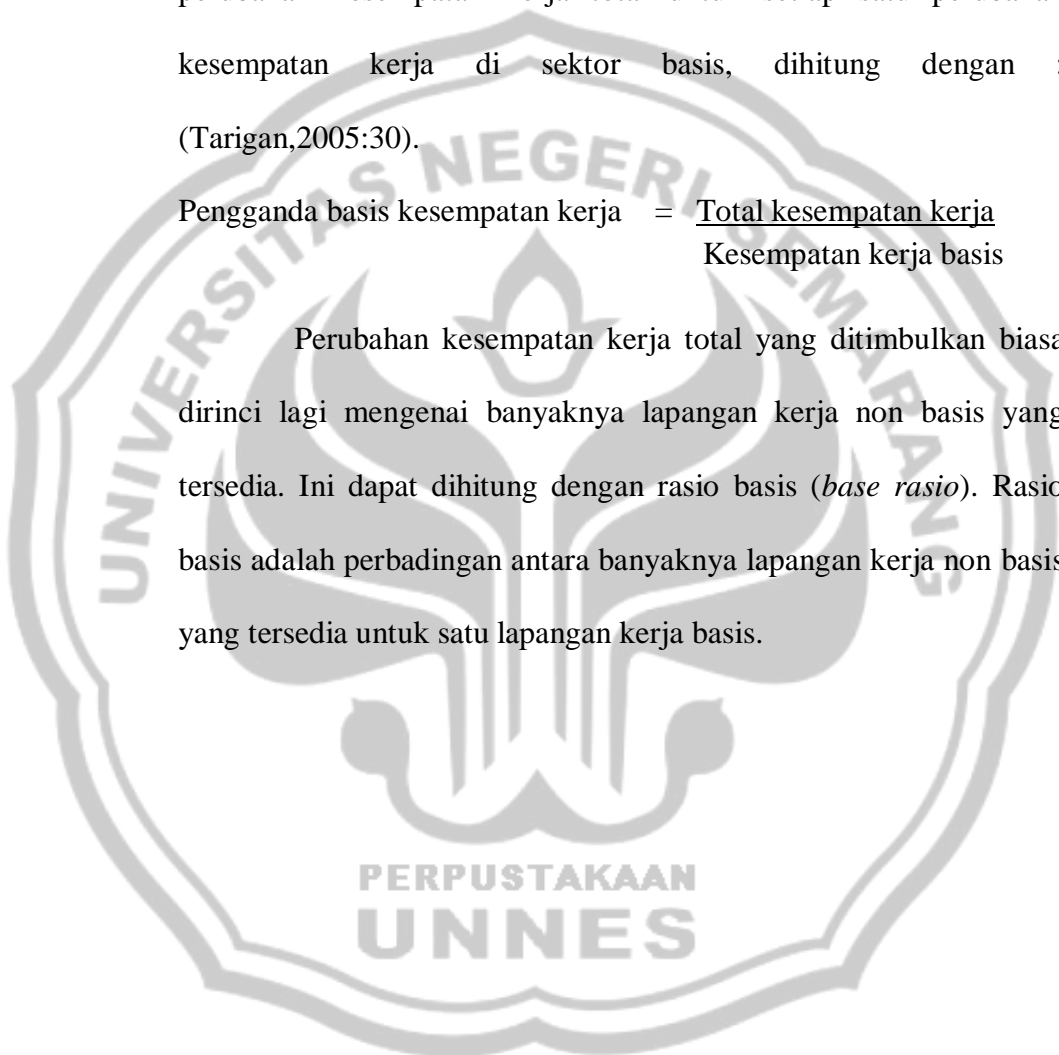 kesempatan kerja di sektor basis, dihitung dengan :
(Tarigan,2005:30).
Pengganda basis kesempatan kerja = Total kesempatan kerja
Kesempatan kerja basis
Perubahan kesempatan kerja total yang ditimbulkan biasa
dirinci lagi mengenai banyaknya lapangan kerja non basis yang
tersedia. Ini dapat dihitung dengan rasio basis (base rasio). Rasio
basis adalah perbadingan antara banyaknya lapangan kerja non basis
yang tersedia untuk satu lapangan kerja basis.
UNIVERSITAS NEGERI SEMARANG
PERPUSTAKAAN
UNNES